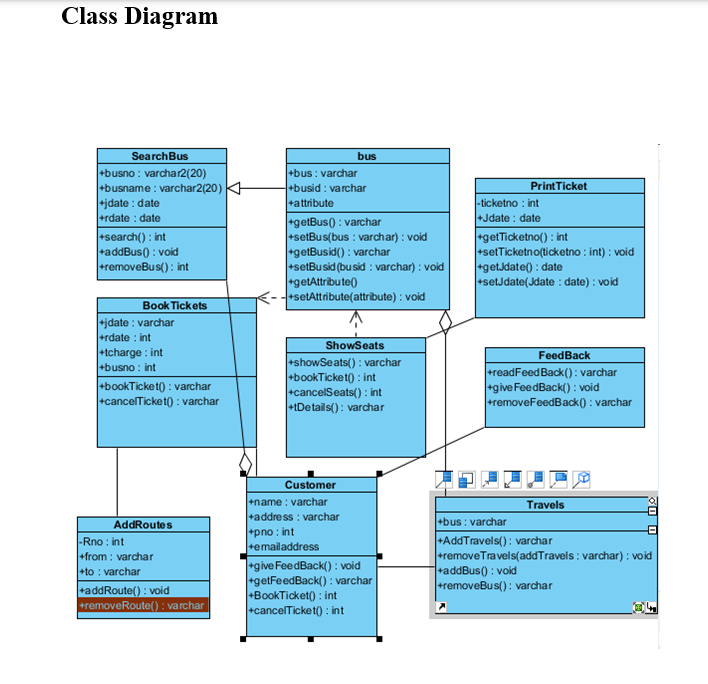 Class Diagram
SearchBus
+busno : varchar2(20)
+busname : varchar2(20)
+jdate : date
+rdate : date
+search() : int
+addBus() : void
+removeBus() : int
bus
+bus : varchar
+busid : varchar
+attribute
+getBus() : varchar
+setBus(bus : varchar) : void
+getBusid() : varchar
+setBusid(busid : varchar) : void
+getAttribute()
+setAttribute(attribute) : void
PrintTicket
-ticketno : int
+Jdate : date
+getTicketno() : int
+setTicketno(ticketno : int) : void
+getJdate() : date
+setJdate(Jdate : date) : void
BookTickets
+jdate : varchar
+rdate : int
+tcharge : int
+busno : int
+bookTicket() : varchar
+cancelTicket() : varchar
ShowSeats
+showSeats() : varchar
+bookTicket() : int
+cancelSeats() : int
+tDetails() : varchar
FeedBack
+readFeedBack() : varchar
+giveFeedBack() : void
+removeFeedBack() : varchar
AddRoutes
-Rno : int
+from : varchar
+to : varchar
+addRoute() : void
+removeRoute() : varchar
Customer
+name : varchar
+address : varchar
+pno : int
+emailaddress
+giveFeedBack() : void
+getFeedBack() : varchar
+BookTicket() : int
+cancelTicket() : int
Travels
+bus : varchar
+AddTravels() : varchar
+removeTravels(addTravels : varchar) : void
+addBus() : void
+removeBus() : varchar